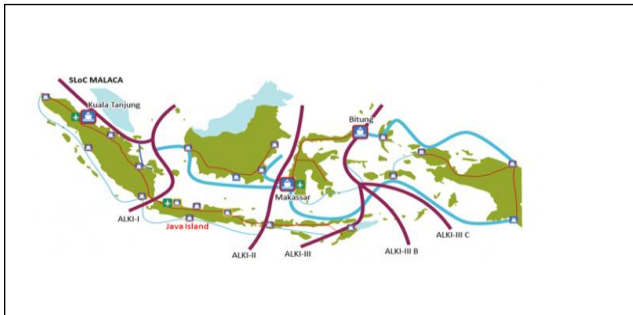 SLoC MALACA
Kuala Tanjung
Bitung
Makassar
ALKI-I
Java Island
ALKI-II
ALKI-III
ALKI-III B
ALKI-III C